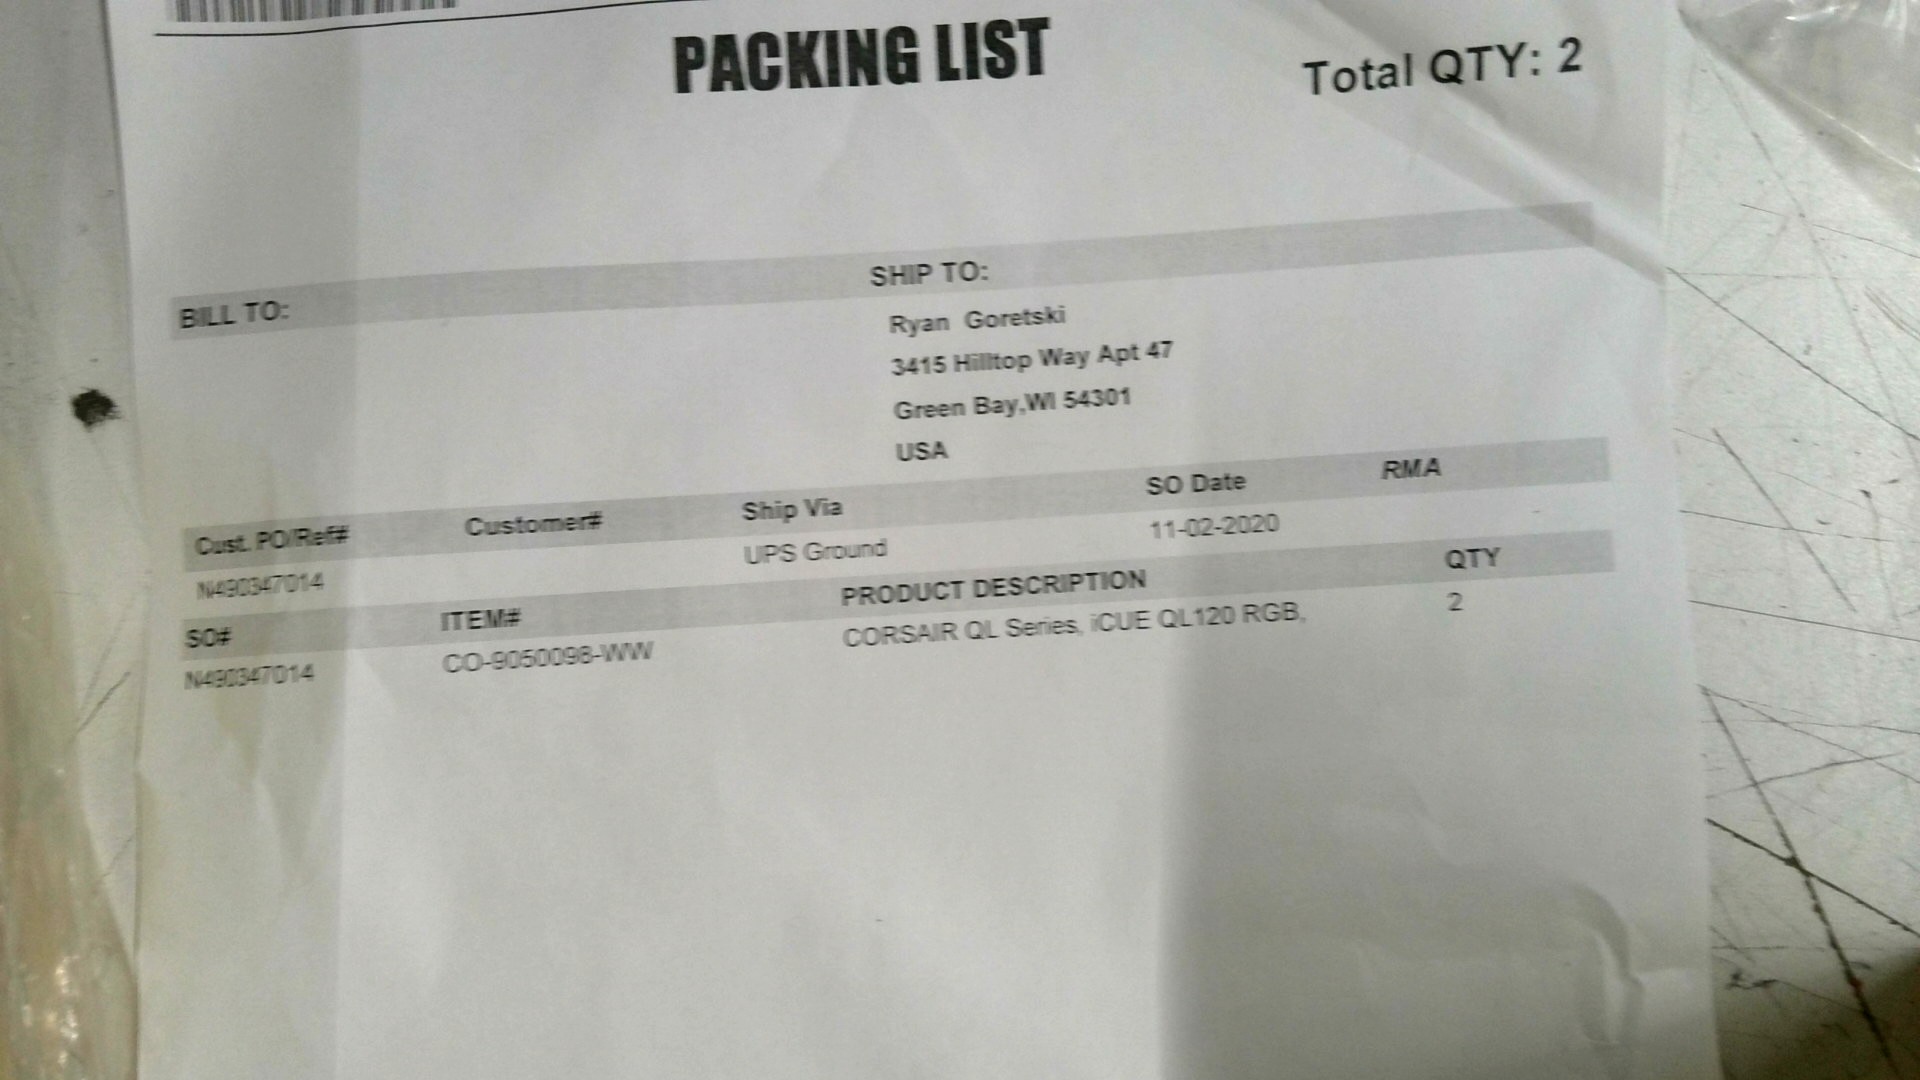 PACKING LIST
Total QTY: 2
BILL TO:
SHIP TO:
Ryan Goretski
3415 Hilltop Way Apt 47
Green Bay,WI 54301
USA
Cust. PO/Ref# Customer# Ship Via SO Date RMA
N490347014 UPS Ground 11-02-2020
SO# ITEM# PRODUCT DESCRIPTION QTY
N490347014 CO-9050098-WW CORSAIR QL Series, iCUE QL120 RGB, 2